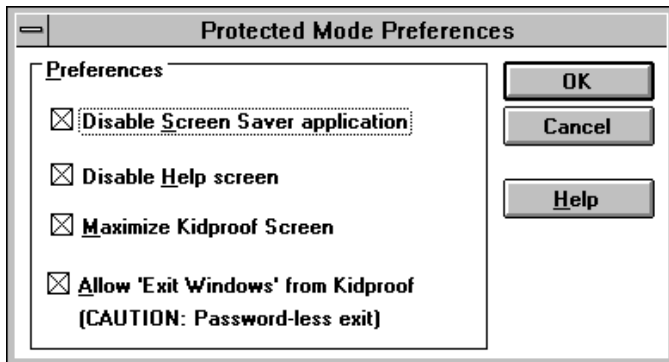 Protected Mode Preferences
Preferences
Disable Screen Saver application
Disable Help screen
Maximize Kidproof Screen
Allow 'Exit Windows' from Kidproof
(CAUTION: Password-less exit)
OK
Cancel
Help